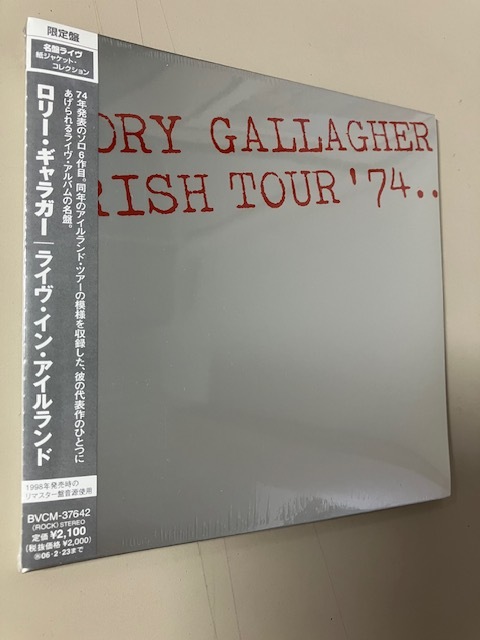 限定盤
名盤ライヴ
紙ジャケット・
コレクション
74年発表のソロ6作目。同年のアイルランド・ツアーの模様を収録した、彼の代表作のひとつに
あげられるライヴ・アルバムの名盤。
ロリー・ギャラガー|ライヴ・イン・アイルランド
1998年発売時の
リマスター盤音源使用
BVCM-37642
(ROCK) STEREO
定価 ¥2,100
(税抜価格 ¥2,000)
®06・2・23まで
ORY GALLAGHER
RISH TOUR '74..